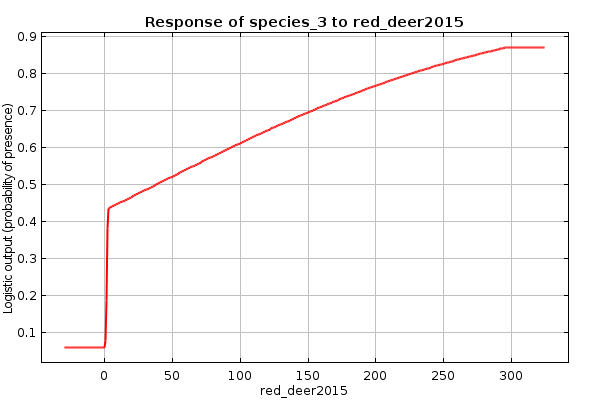 Response of species_3 to red_deer2015
Logistic output (probability of presence)
0.9
0.8
0.7
0.6
0.5
0.4
0.3
0.2
0.1
0 50 100 150 200 250 300
red_deer2015